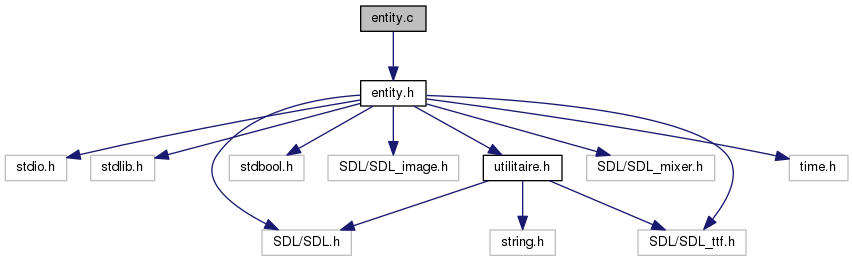 entity.c
entity.h
stdio.h
stdlib.h
stdbool.h
SDL/SDL_image.h
utilitaire.h
SDL/SDL_mixer.h
time.h
SDL/SDL.h
string.h
SDL/SDL_ttf.h